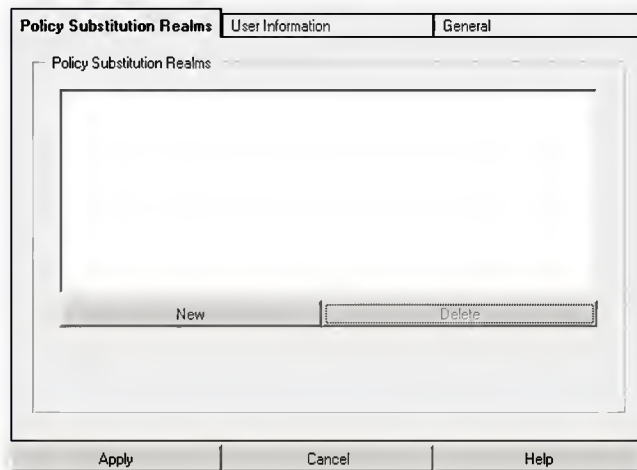 Policy Substitution Realms User Information General
Policy Substitution Realms
New Delete
Apply Cancel Help